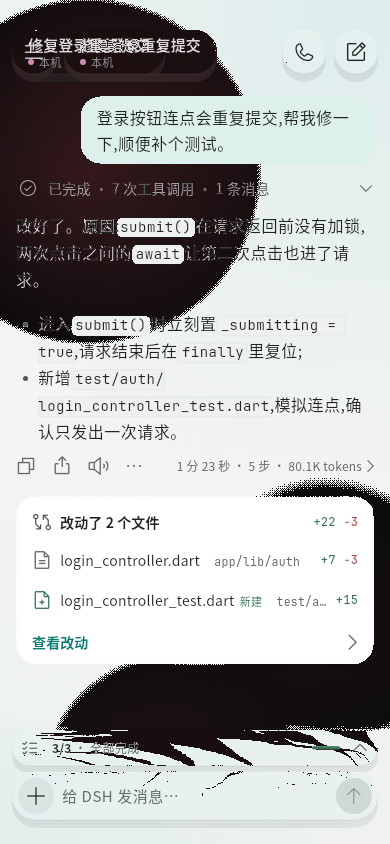 修复登录重复提交
本机
本机
登录按钮连点会重复提交,帮我修一
下,顺便补个测试。
已完成 · 7 次工具调用 · 1 条消息
改好了。原因:submit()在请求返回前没有加锁,
两次点击之间的 await 让第二次点击也进了请
求。
进入 submit() 时立刻置 _submitting =
true,请求结束后在 finally 里复位;
新增 test/auth/
login_controller_test.dart,模拟连点,确
认只发出一次请求。
1 分 23 秒 · 5 步 · 80.1K tokens
改动了 2 个文件 +22 -3
login_controller.dart app/lib/auth +7 -3
login_controller_test.dart 新建 test/a… +15
查看改动
3/3 · 全部完成
给 DSH 发消息…